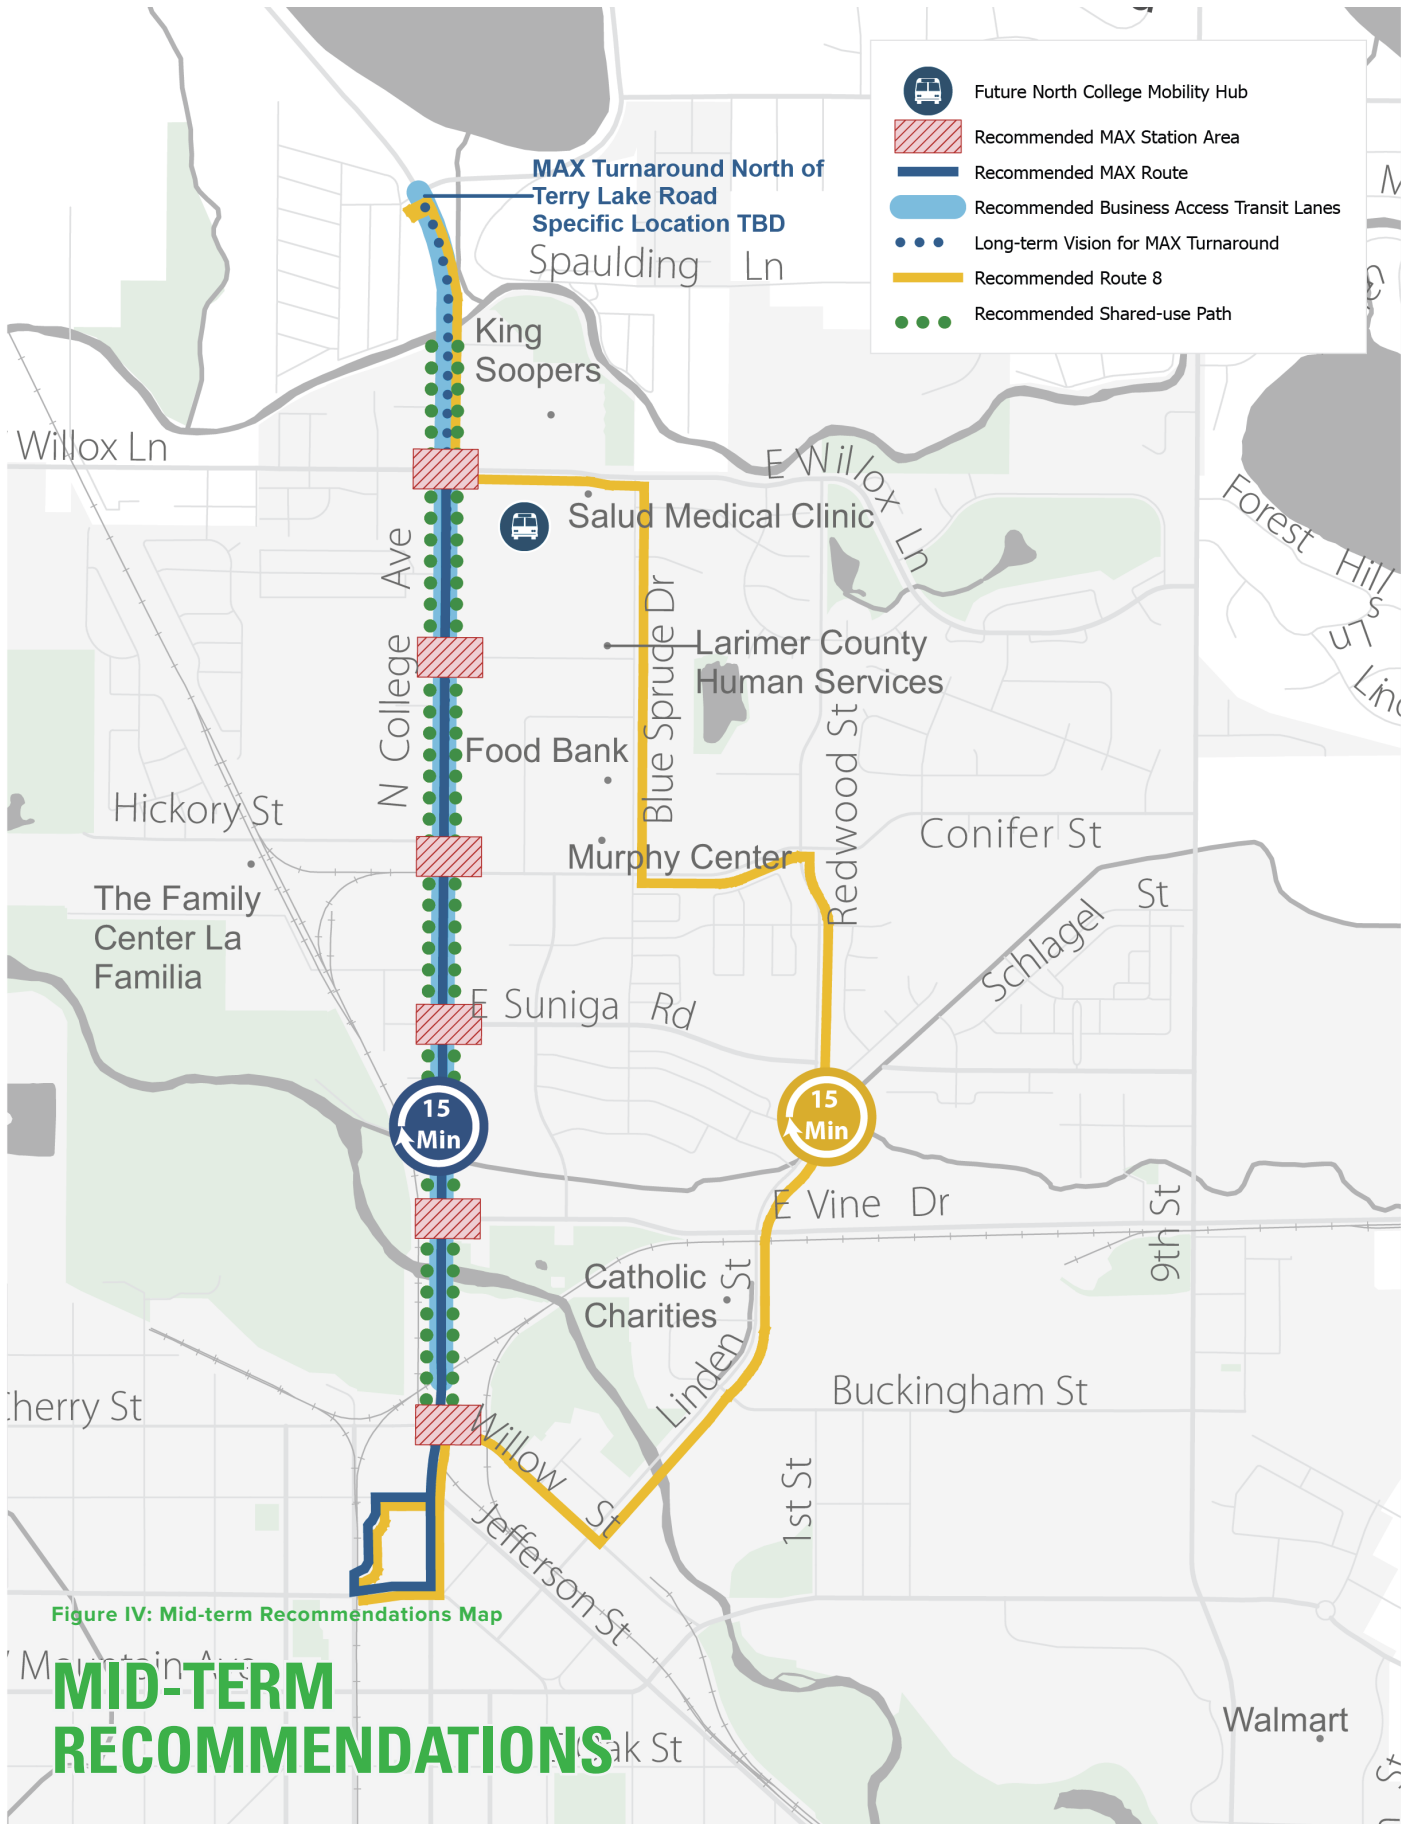 Future North College Mobility Hub
Recommended MAX Station Area
Recommended MAX Route
Recommended Business Access Transit Lanes
Long-term Vision for MAX Turnaround
Recommended Route 8
Recommended Shared-use Path
MAX Turnaround North of
Terry Lake Road
Specific Location TBD
Spaulding Ln
King
Soopers
Willox Ln
E Willox Ln
Forest Hills Ln
Salud Medical Clinic
N College Ave
Blue Spruce Dr
Larimer County
Human Services
Redwood St
Food Bank
Hickory St
Conifer St
Murphy Center
The Family
Center La
Familia
Schlagel St
E Suniga Rd
15
Min
15
Min
E Vine Dr
9th St
Catholic
Charities
Linden St
Buckingham St
Cherry St
Willow St
1st St
Jefferson St
Figure IV: Mid-term Recommendations Map
Mountain Ave
MID-TERM
RECOMMENDATIONS
Oak St
Walmart